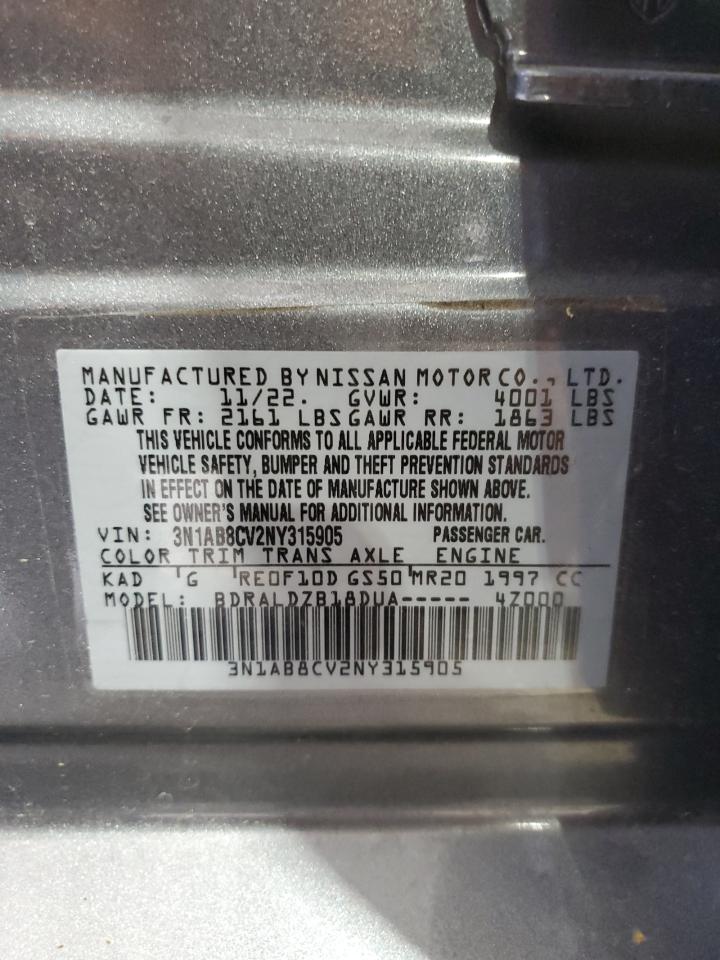 MANUFACTURED BY NISSAN MOTOR CO., LTD.
DATE: 11/22. GVWR: 4001 LBS
GAWR FR: 2161 LBS GAWR RR: 1863 LBS
THIS VEHICLE CONFORMS TO ALL APPLICABLE FEDERAL MOTOR
VEHICLE SAFETY, BUMPER AND THEFT PREVENTION STANDARDS
IN EFFECT ON THE DATE OF MANUFACTURE SHOWN ABOVE.
SEE OWNER'S MANUAL FOR ADDITIONAL INFORMATION.
VIN: 3N1AB8CV2NY315905 PASSENGER CAR.
COLOR TRIM TRANS AXLE ENGINE
KAD G RE0F10D GS50 MR20 1997 CC
MODEL: BDRALDZB18DUA----- 4Z000
3N1AB8CV2NY315905